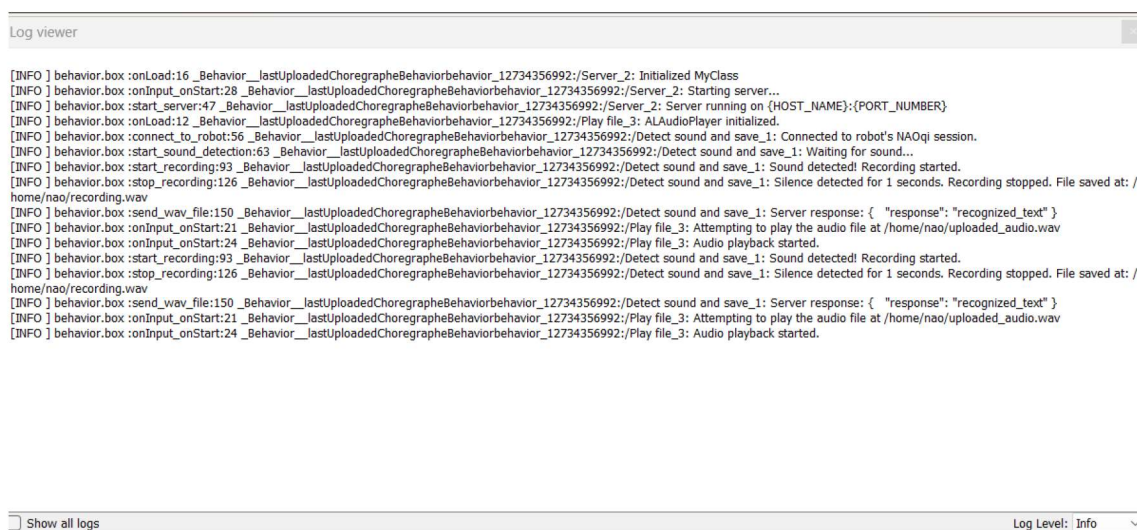 Log viewer
[INFO ] behavior.box :onLoad:16 _Behavior__lastUploadedChoregrapheBehaviorbehavior_12734356992:/Server_2: Initialized MyClass
[INFO ] behavior.box :onInput_onStart:28 _Behavior__lastUploadedChoregrapheBehaviorbehavior_12734356992:/Server_2: Starting server...
[INFO ] behavior.box :start_server:47 _Behavior__lastUploadedChoregrapheBehaviorbehavior_12734356992:/Server_2: Server running on {HOST_NAME}:{PORT_NUMBER}
[INFO ] behavior.box :onLoad:12 _Behavior__lastUploadedChoregrapheBehaviorbehavior_12734356992:/Play file_3: ALAudioPlayer initialized.
[INFO ] behavior.box :connect_to_robot:56 _Behavior__lastUploadedChoregrapheBehaviorbehavior_12734356992:/Detect sound and save_1: Connected to robot's NAOqi session.
[INFO ] behavior.box :start_sound_detection:63 _Behavior__lastUploadedChoregrapheBehaviorbehavior_12734356992:/Detect sound and save_1: Waiting for sound...
[INFO ] behavior.box :start_recording:93 _Behavior__lastUploadedChoregrapheBehaviorbehavior_12734356992:/Detect sound and save_1: Sound detected! Recording started.
[INFO ] behavior.box :stop_recording:126 _Behavior__lastUploadedChoregrapheBehaviorbehavior_12734356992:/Detect sound and save_1: Silence detected for 1 seconds. Recording stopped. File saved at: /
home/nao/recording.wav
[INFO ] behavior.box :send_wav_file:150 _Behavior__lastUploadedChoregrapheBehaviorbehavior_12734356992:/Detect sound and save_1: Server response: {   "response": "recognized_text" }
[INFO ] behavior.box :onInput_onStart:21 _Behavior__lastUploadedChoregrapheBehaviorbehavior_12734356992:/Play file_3: Attempting to play the audio file at /home/nao/uploaded_audio.wav
[INFO ] behavior.box :onInput_onStart:24 _Behavior__lastUploadedChoregrapheBehaviorbehavior_12734356992:/Play file_3: Audio playback started.
[INFO ] behavior.box :start_recording:93 _Behavior__lastUploadedChoregrapheBehaviorbehavior_12734356992:/Detect sound and save_1: Sound detected! Recording started.
[INFO ] behavior.box :stop_recording:126 _Behavior__lastUploadedChoregrapheBehaviorbehavior_12734356992:/Detect sound and save_1: Silence detected for 1 seconds. Recording stopped. File saved at: /
home/nao/recording.wav
[INFO ] behavior.box :send_wav_file:150 _Behavior__lastUploadedChoregrapheBehaviorbehavior_12734356992:/Detect sound and save_1: Server response: {   "response": "recognized_text" }
[INFO ] behavior.box :onInput_onStart:21 _Behavior__lastUploadedChoregrapheBehaviorbehavior_12734356992:/Play file_3: Attempting to play the audio file at /home/nao/uploaded_audio.wav
[INFO ] behavior.box :onInput_onStart:24 _Behavior__lastUploadedChoregrapheBehaviorbehavior_12734356992:/Play file_3: Audio playback started.
Show all logs Log Level: Info